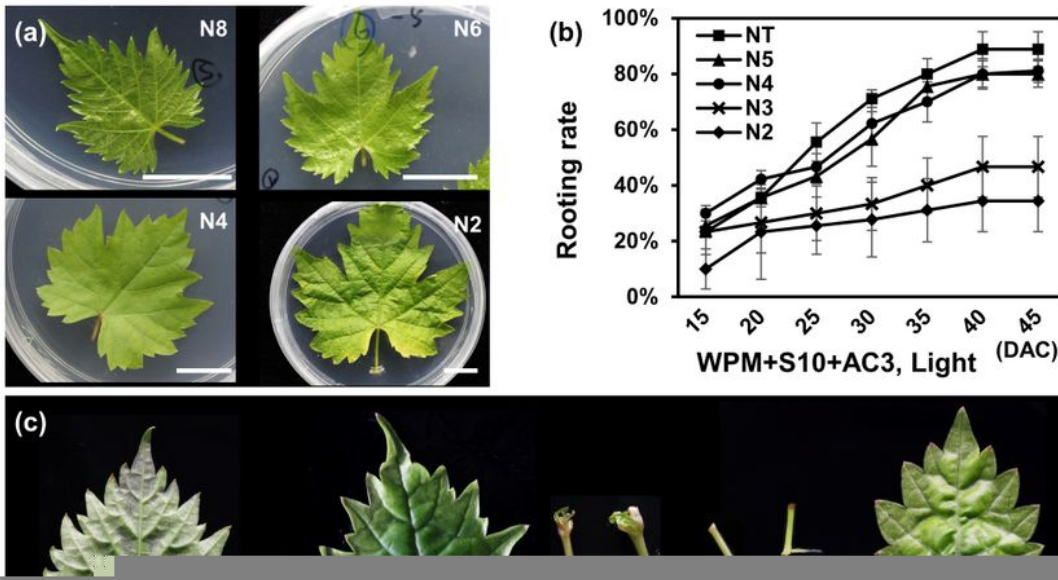 (a)
N8
N6
N4
N2
(b)
100%
80%
60%
40%
20%
0%
Rooting rate
NT
N5
N4
N3
N2
15 20 25 30 35 40 45
(DAC)
WPM+S10+AC3, Light
(c)